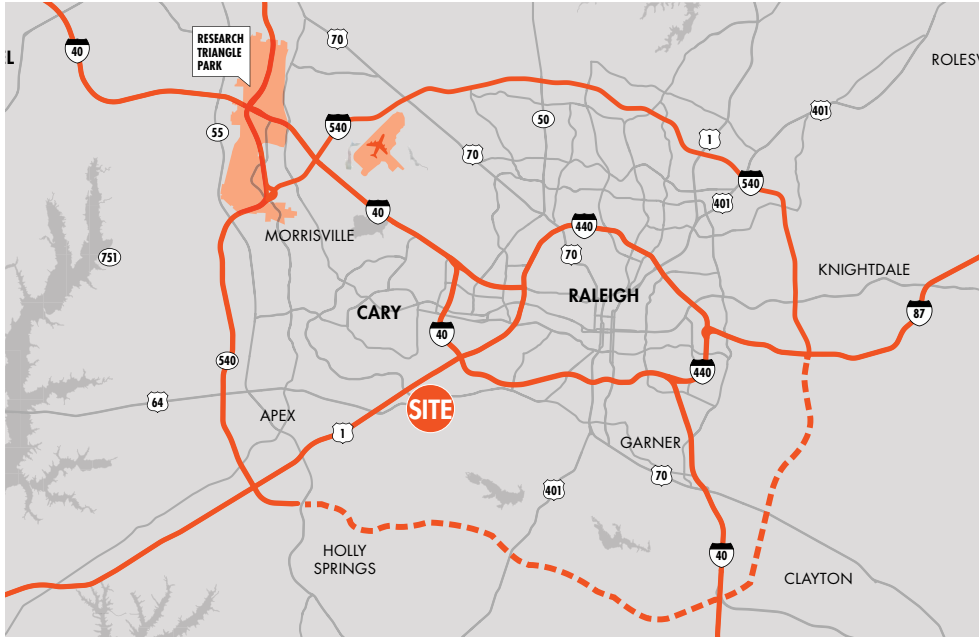 RESEARCH
TRIANGLE
PARK
70
40
L
ROLESV
401
55
540
50
1
70
540
401
40
440
MORRISVILLE
751
70
KNIGHTDALE
RALEIGH
CARY
87
40
540
440
64
SITE
APEX
1
GARNER
70
401
HOLLY
SPRINGS
40
CLAYTON